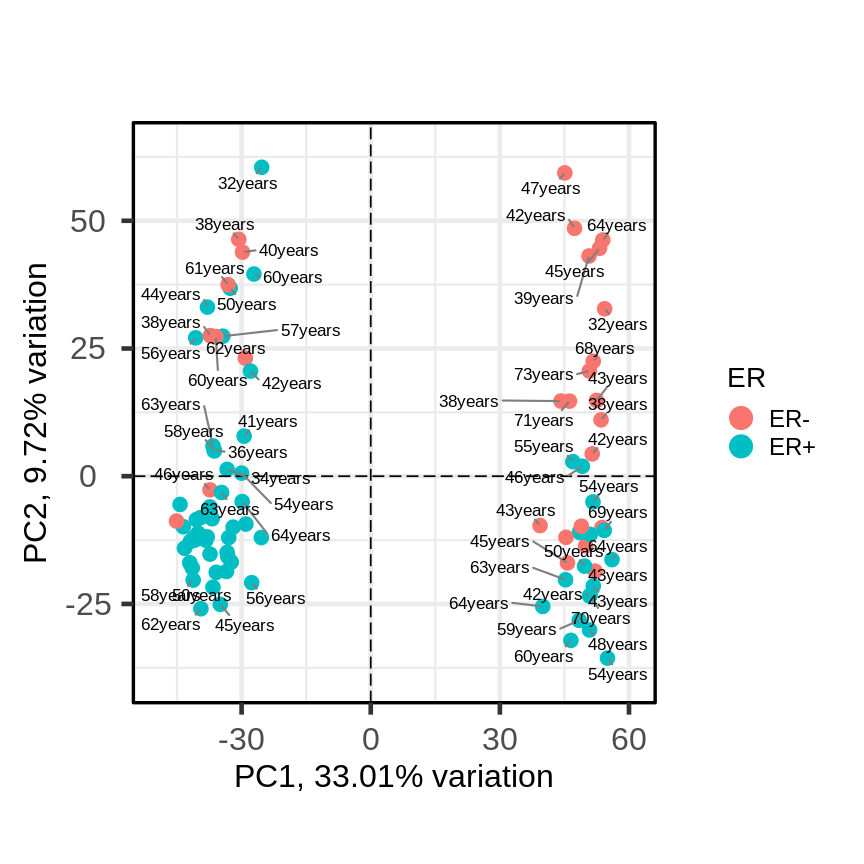 32years
47years
38years
42years
64years
40years
61years
60years
45years
44years
50years
39years
38years
57years
32years
56years
62years
68years
60years
42years
73years
43years
63years
38years
38years
58years
41years
71years
36years
55years
42years
46years
34years
46years
54years
54years
63years
43years
69years
64years
45years
50years
64years
63years
43years
58years
50years
56years
42years
43years
64years
62years
45years
59years
70years
48years
60years
54years
50
25
0
-25
-30
0
30
60
PC1, 33.01% variation
PC2, 9.72% variation
ER
ER-
ER+